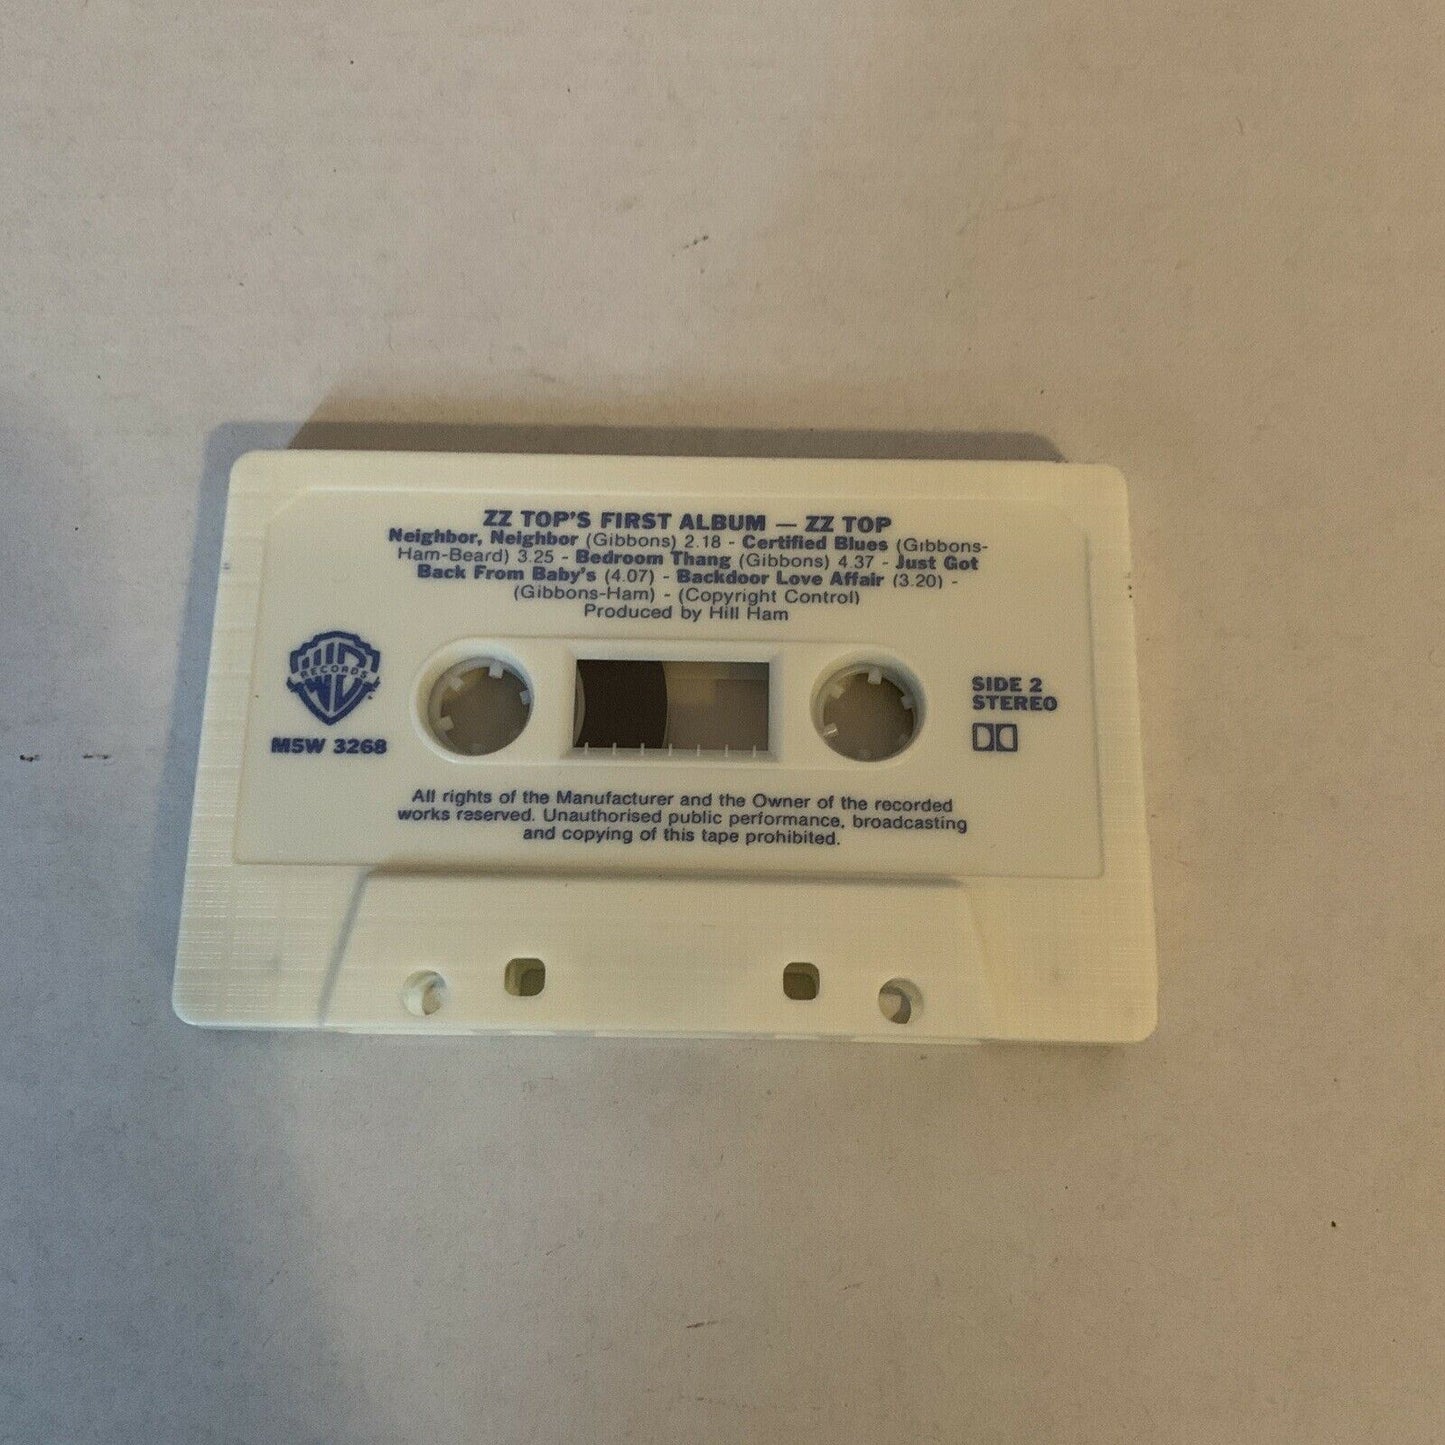 ZZ TOP'S FIRST ALBUM — ZZ TOP
Neighbor, Neighbor (Gibbons) 2.18 - Certified Blues (Gibbons-
Ham-Beard) 3.25 - Bedroom Thang (Gibbons) 4.37 - Just Got
Back From Baby's (4.07) - Backdoor Love Affair (3.20) -
(Gibbons-Ham) - (Copyright Control)
Produced by Hill Ham
RECORDS
M5W 3268
SIDE 2
STEREO
All rights of the Manufacturer and the Owner of the recorded
works reserved. Unauthorised public performance, broadcasting
and copying of this tape prohibited.